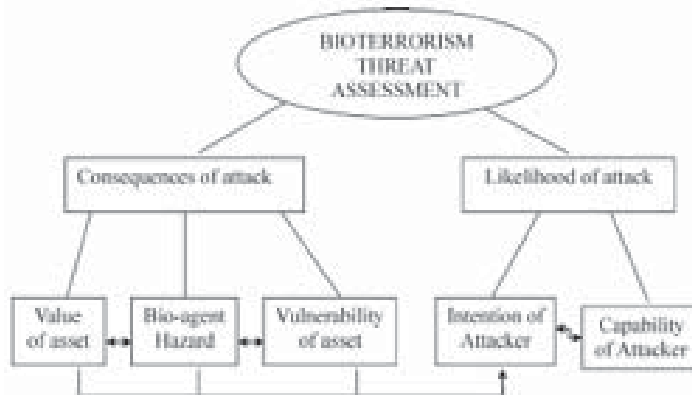 BIOTERRORISM
THREAT
ASSESSMENT
Consequences of attack
Likelihood of attack
Value
of asset
Bio-agent
Hazard
Vulnerability
of asset
Intention of
Attacker
Capability
of Attacker